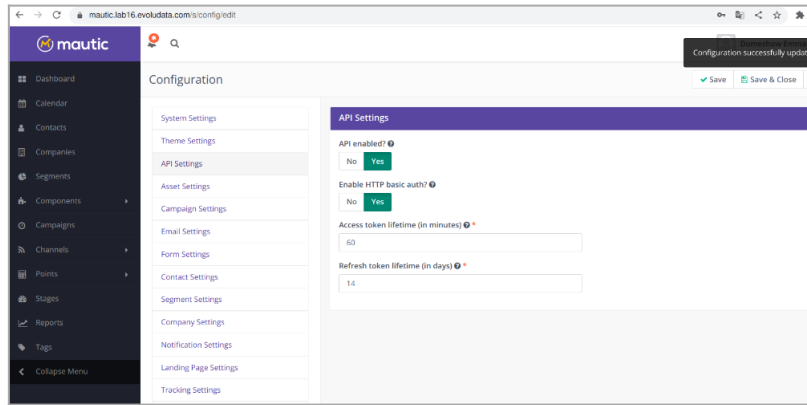 mautic.lab16.evoludata.com/s/config/edit
mautic
Configuration successfully updat
Dashboard
Configuration
Save
Save & Close
Calendar
Contacts
Companies
Segments
Components
Campaigns
Channels
Points
Stages
Reports
Tags
Collapse Menu
System Settings
Theme Settings
API Settings
Asset Settings
Campaign Settings
Email Settings
Form Settings
Contact Settings
Segment Settings
Company Settings
Notification Settings
Landing Page Settings
Tracking Settings
API Settings
API enabled?
No Yes
Enable HTTP basic auth?
No Yes
Access token lifetime (in minutes) *
60
Refresh token lifetime (in days) *
14